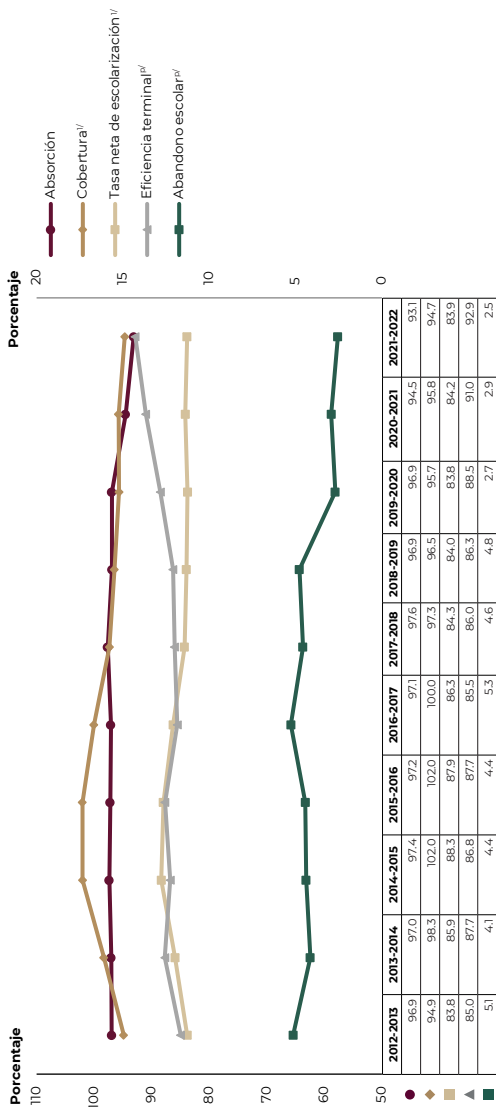 Porcentaje
Porcentaje
110
100
90
80
70
60
50
20
15
10
5
0
Absorción
Cobertura1/
Tasa neta de escolarización1/
Eficiencia terminalp/
Abandono escolarp/
2012-2013 2013-2014 2014-2015 2015-2016 2016-2017 2017-2018 2018-2019 2019-2020 2020-2021 2021-2022
96.9 97.0 97.4 97.2 97.1 97.6 96.9 96.9 94.5 93.1
94.9 98.3 102.0 102.0 100.0 97.3 96.5 95.7 95.8 94.7
83.8 85.9 88.3 87.9 86.3 84.3 84.0 83.8 84.2 83.9
85.0 87.7 86.8 87.7 85.5 86.0 86.3 88.5 91.0 92.9
5.1 4.1 4.4 4.4 5.3 4.6 4.8 2.7 2.9 2.5